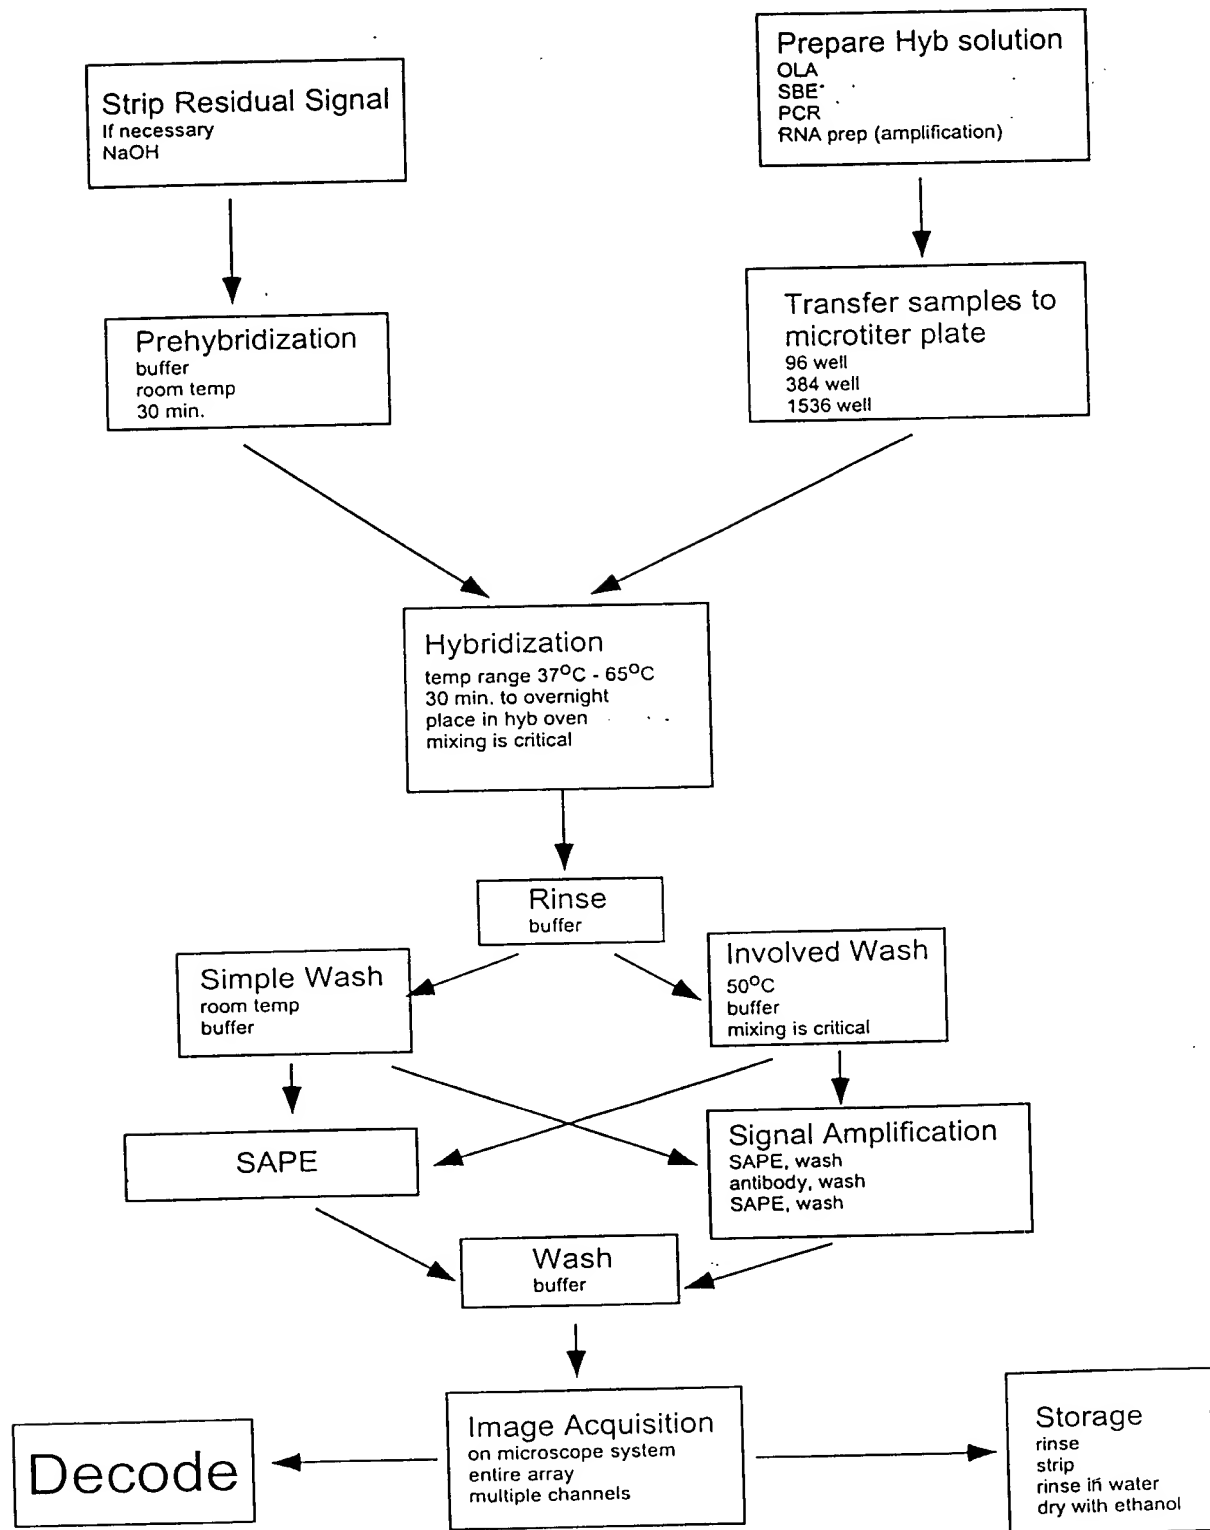 Prepare Hyb solution
OLA
SBE
PCR
RNA prep (amplification)
Strip Residual Signal
If necessary
NaOH
Transfer samples to
microtiter plate
96 well
384 well
1536 well
Prehybridization
buffer
room temp
30 min.
Hybridization
temp range 37°C - 65°C
30 min. to overnight
place in hyb oven
mixing is critical
Rinse
buffer
Simple Wash
room temp
buffer
Involved Wash
50°C
buffer
mixing is critical
SAPE
Signal Amplification
SAPE, wash
antibody, wash
SAPE, wash
Wash
buffer
Decode
Image Acquisition
on microscope system
entire array
multiple channels
Storage
rinse
strip
rinse in water
dry with ethanol